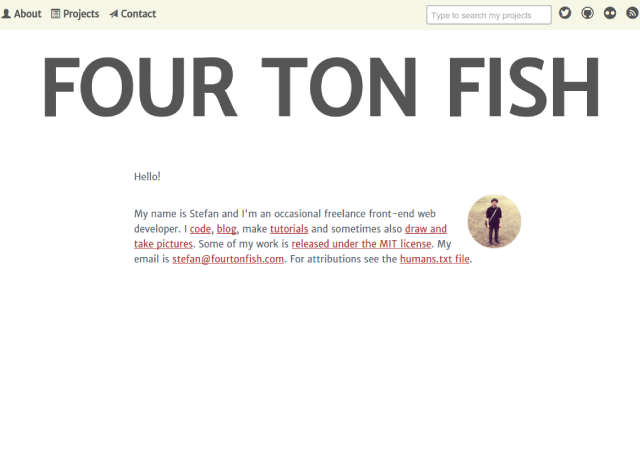 About Projects Contact Type to search my projects
FOUR TON FISH
Hello!
My name is Stefan and I'm an occasional freelance front-end web
developer. I code, blog, make tutorials and sometimes also draw and
take pictures. Some of my work is released under the MIT license. My
email is stefan@fourtonfish.com. For attributions see the humans.txt file.